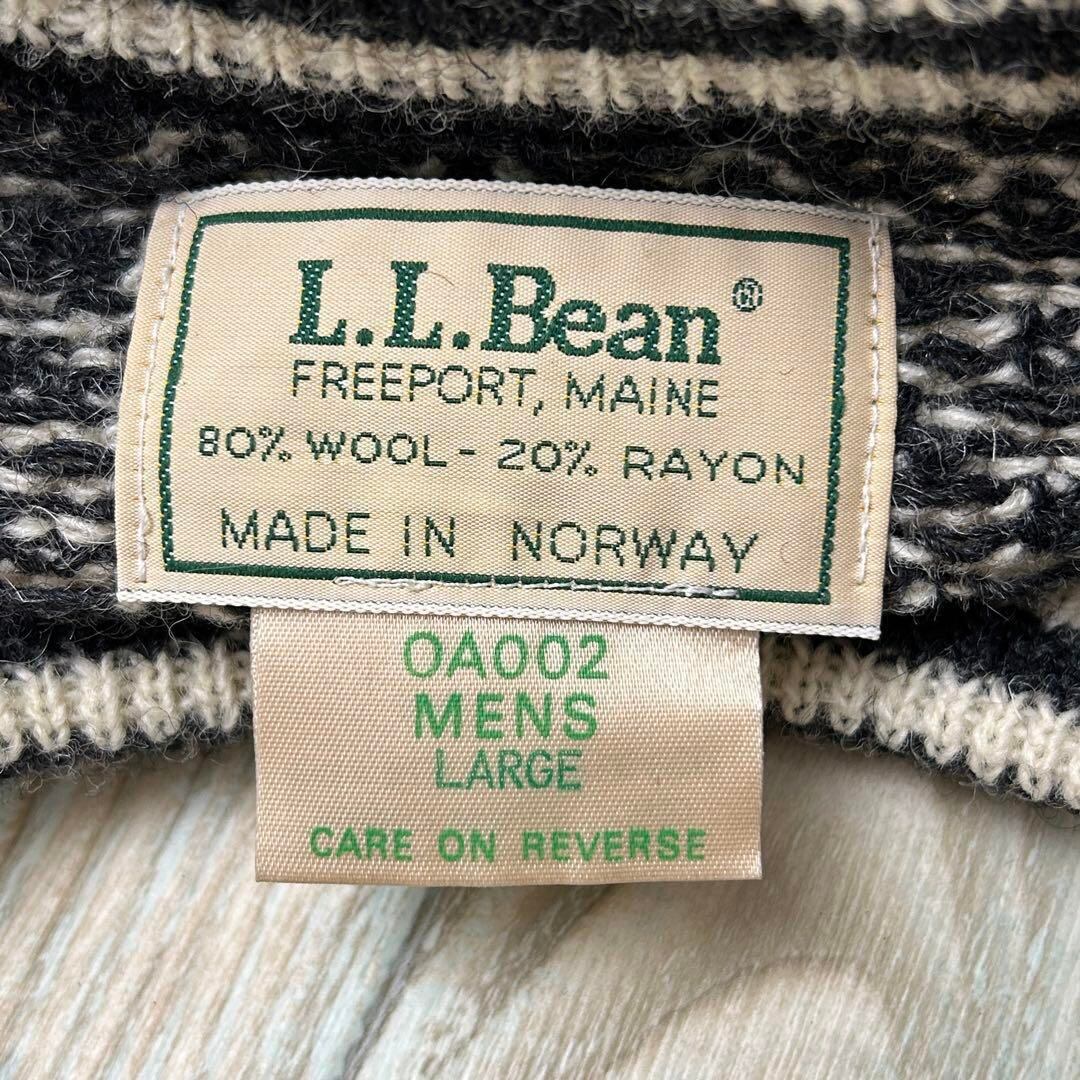 L.L.Bean®
FREEPORT, MAINE
80% WOOL - 20% RAYON
MADE IN NORWAY
OA002
MENS
LARGE
CARE ON REVERSE